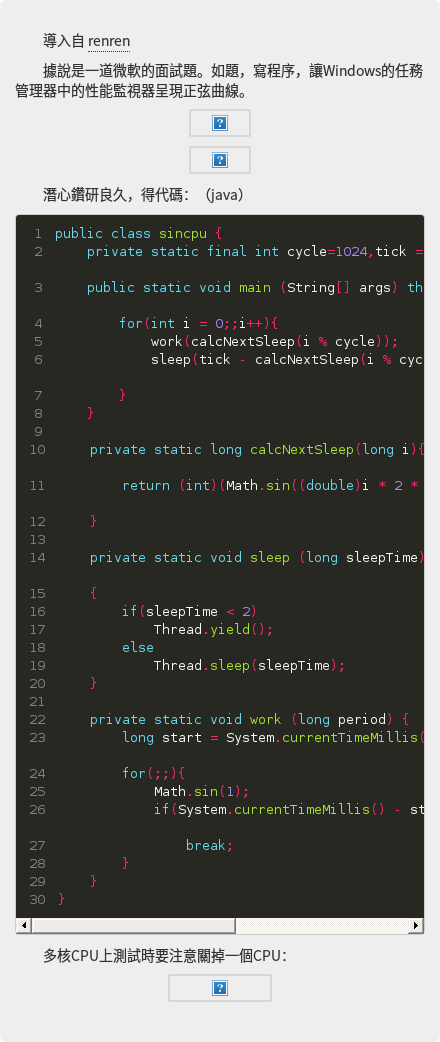 導入自 renren
據說是一道微軟的面試題。如題，寫程序，讓Windows的任務
管理器中的性能監視器呈現正弦曲線。
潛心鑽研良久，得代碼：（java）
1 public class sincpu {
2     private static final int cycle=1024,tick =
3     public static void main (String[] args) th
4         for(int i = 0;;i++){
5             work(calcNextSleep(i % cycle));
6             sleep(tick - calcNextSleep(i % cyc
7         }
8     }
9
10     private static long calcNextSleep(long i){
11         return (int)(Math.sin((double)i * 2 *
12     }
13
14     private static void sleep (long sleepTime)
15     {
16         if(sleepTime < 2)
17             Thread.yield();
18         else
19             Thread.sleep(sleepTime);
20     }
21
22     private static void work (long period) {
23         long start = System.currentTimeMillis(
24         for(;;){
25             Math.sin(1);
26             if(System.currentTimeMillis() - st
27                 break;
28         }
29     }
30 }
多核CPU上測試時要注意關掉一個CPU：